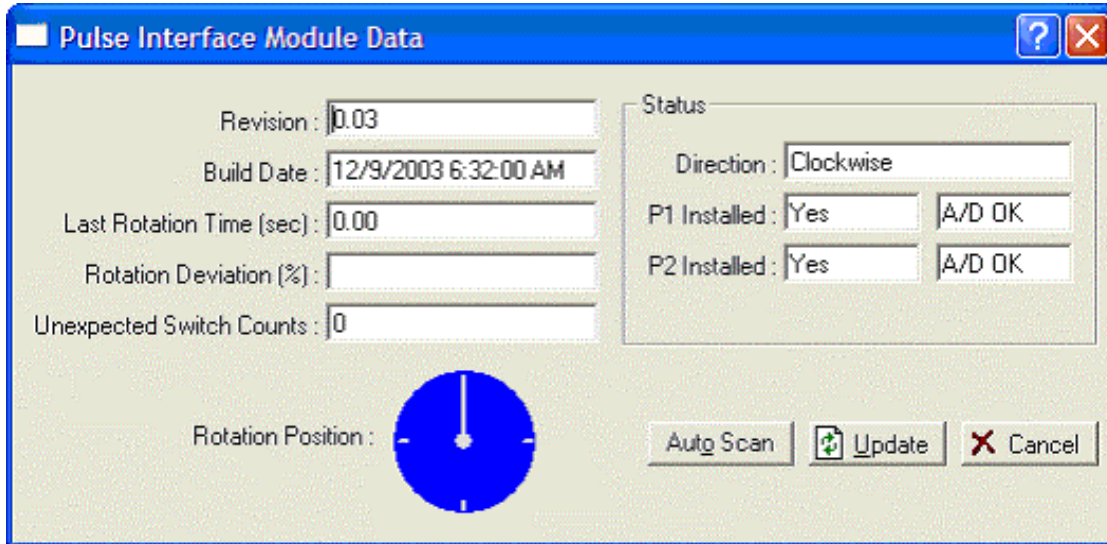 Pulse Interface Module Data
Revision : 0.03
Build Date : 12/9/2003 6:32:00 AM
Last Rotation Time (sec) : 0.00
Rotation Deviation (%) :
Unexpected Switch Counts : 0
Rotation Position :
Status
Direction : Clockwise
P1 Installed : Yes A/D OK
P2 Installed : Yes A/D OK
Auto Scan Update Cancel